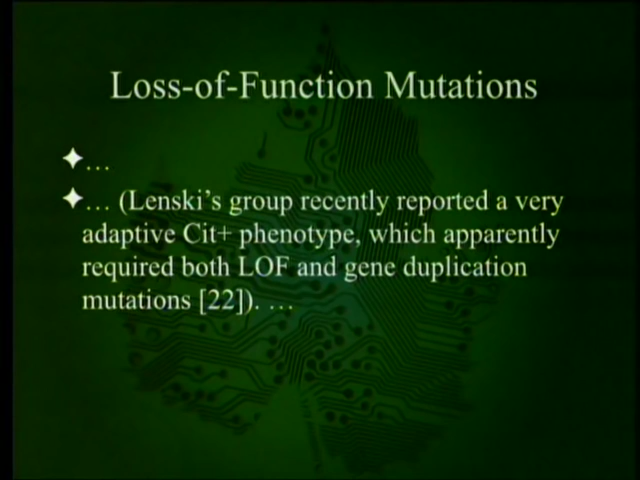 Loss-of-Function Mutations
✦...
✦... (Lenski's group recently reported a very
adaptive Cit+ phenotype, which apparently
required both LOF and gene duplication
mutations [22]). ...